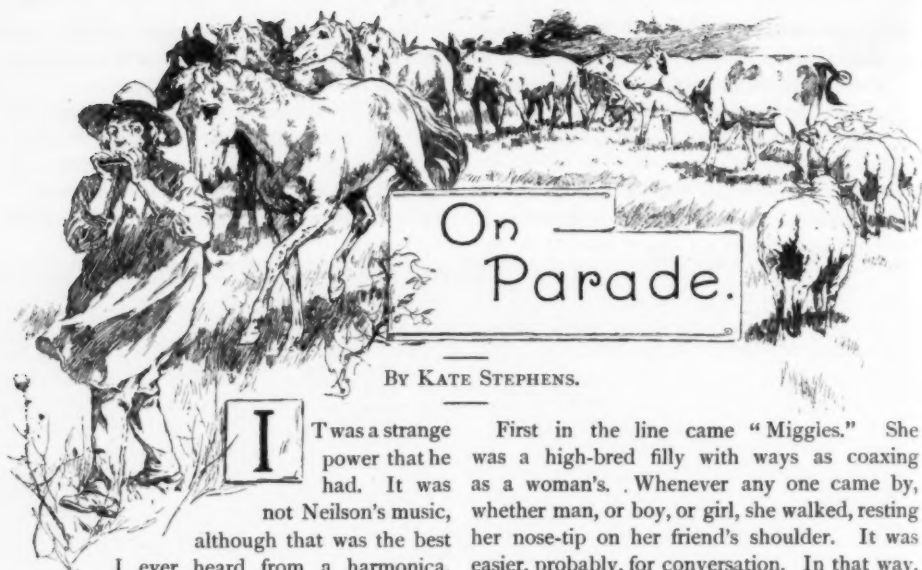 On
Parade.
BY KATE STEPHENS.
IT was a strange
power that he
had. It was
not Neilson's music,
although that was the best
I ever heard from a harmonica.
First in the line came "Miggies." She
was a high-bred filly with ways as coaxing
as a woman's. Whenever any one came by,
whether man, or boy, or girl, she walked, resting
her nose-tip on her friend's shoulder. It was
easier, probably, for conversation. In that way,